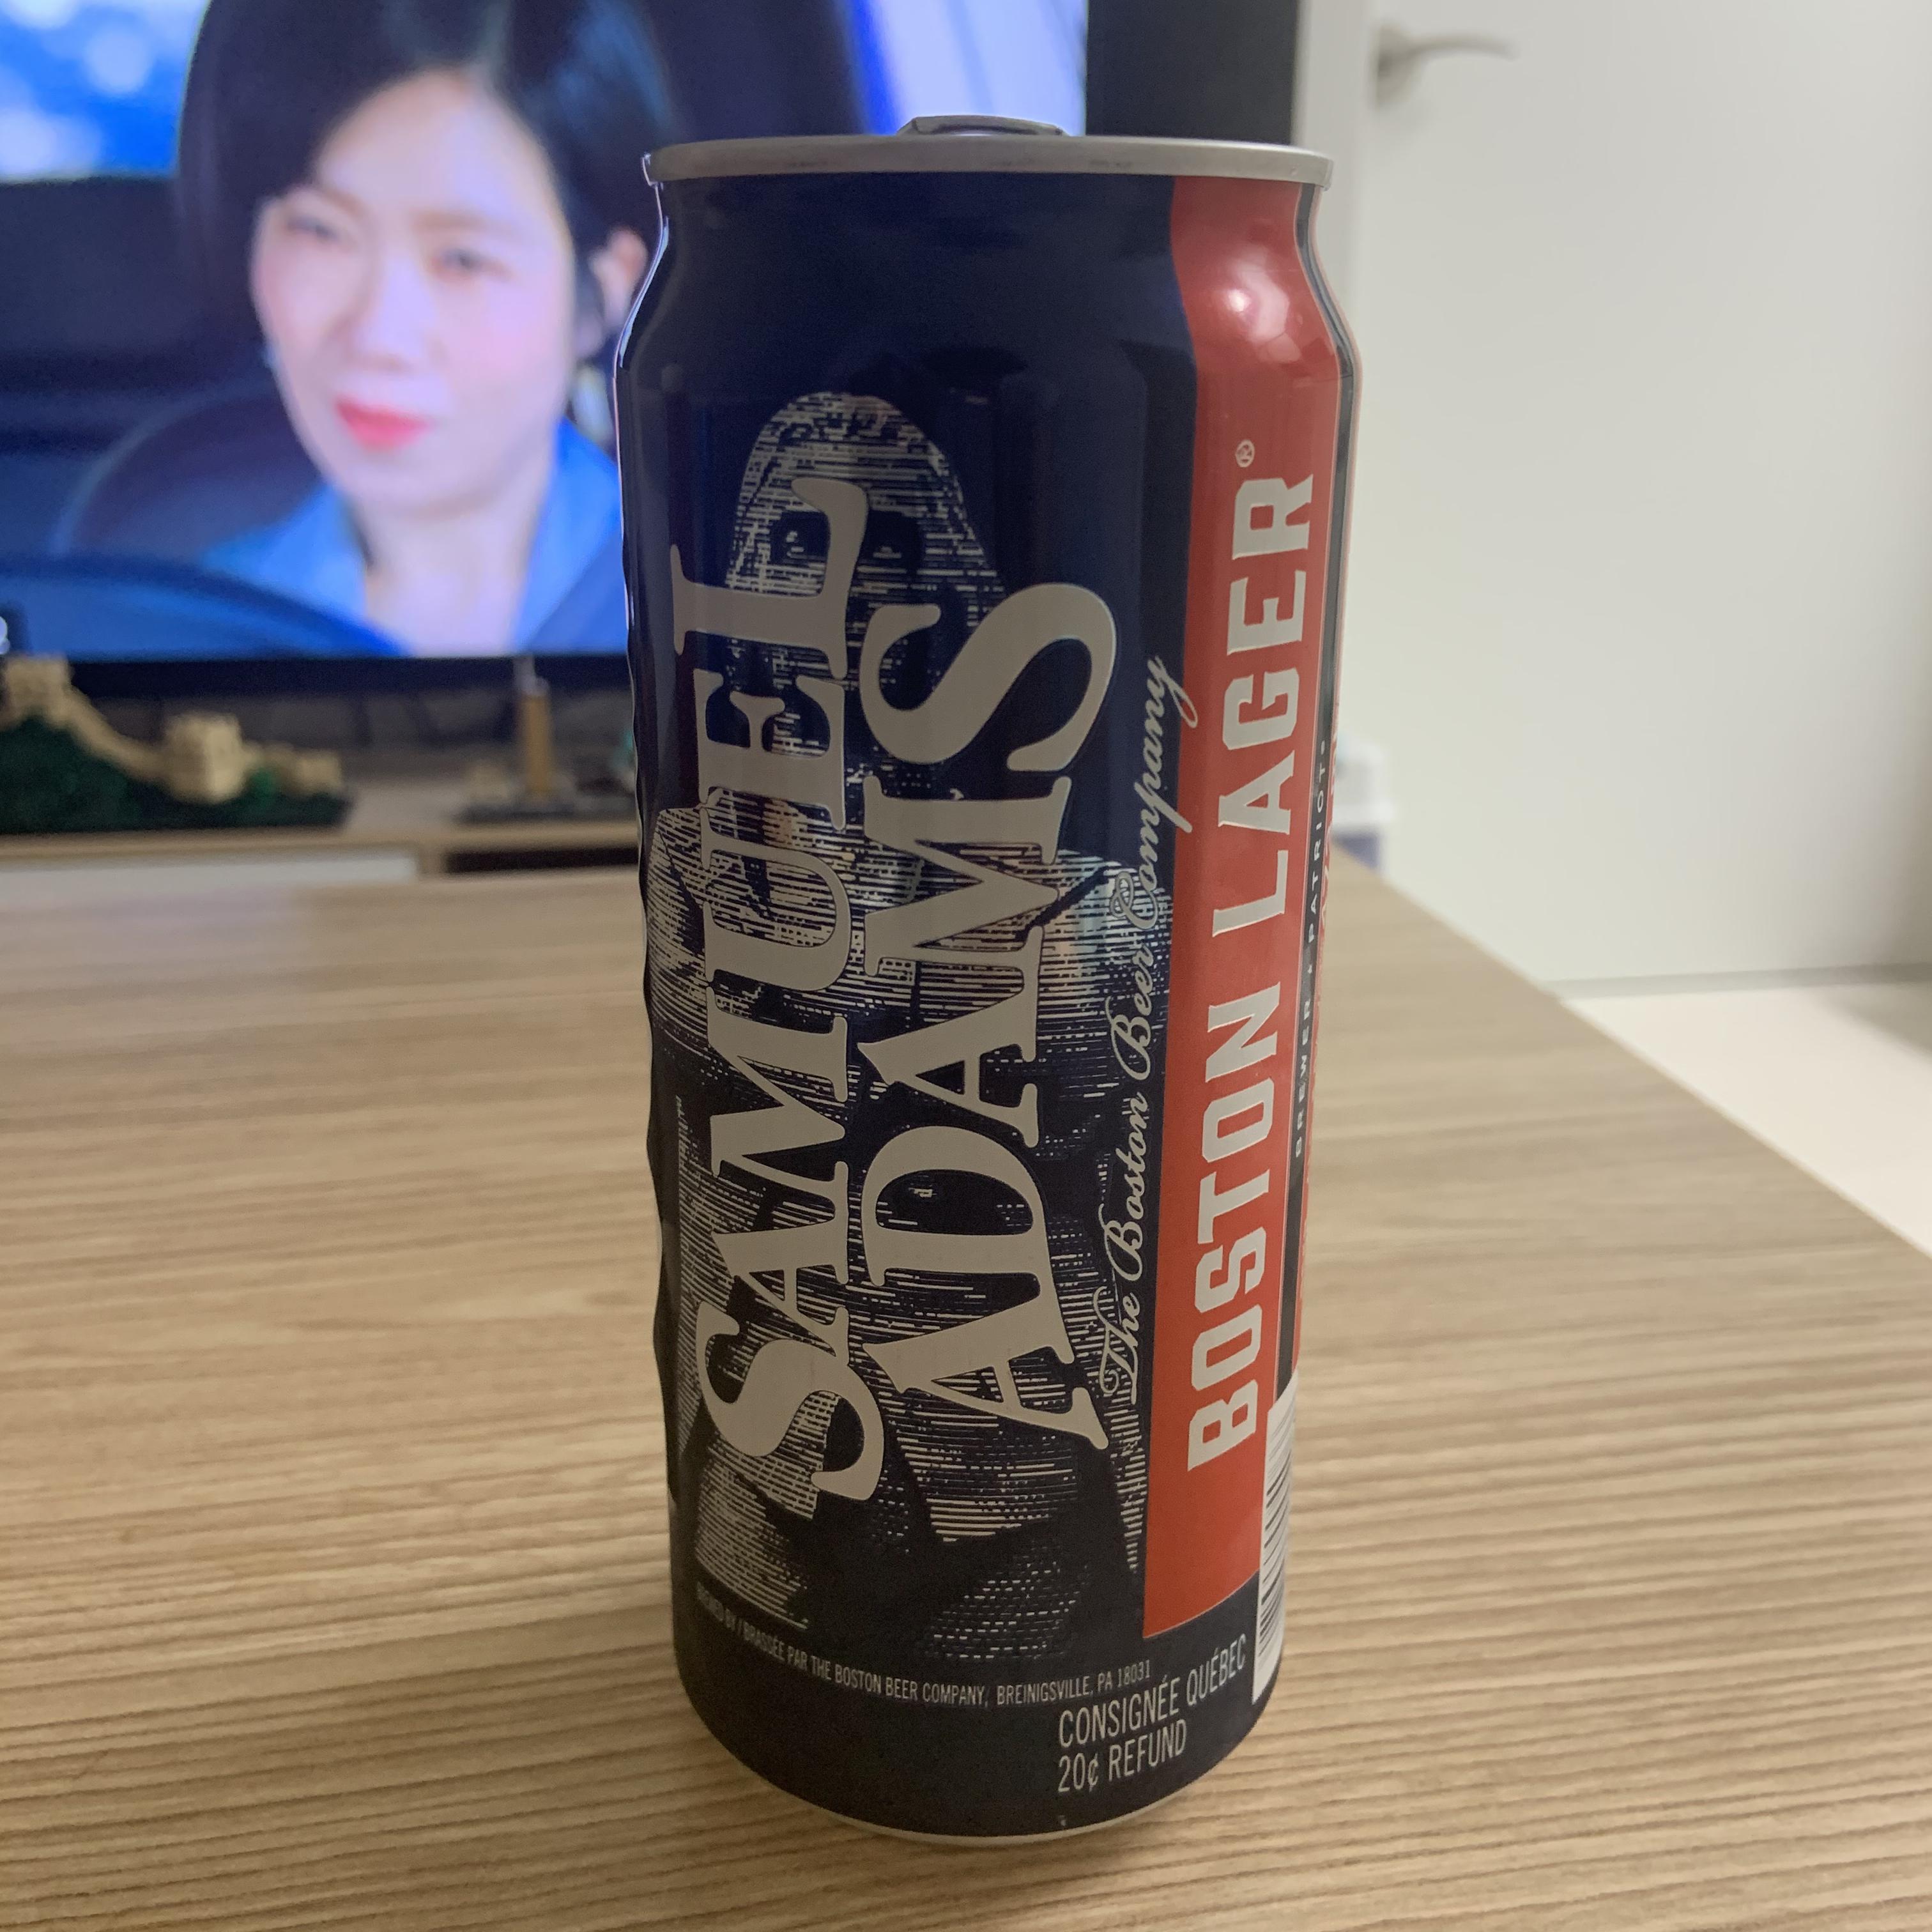 SAMUEL
ADAMS
The Boston Beer Company
BOSTON LAGER®
BREWER PATRIOT
BREWED BY / BRASSÉE PAR THE BOSTON BEER COMPANY, BREINIGSVILLE, PA 18031
CONSIGNÉE QUÉBEC
20¢ REFUND